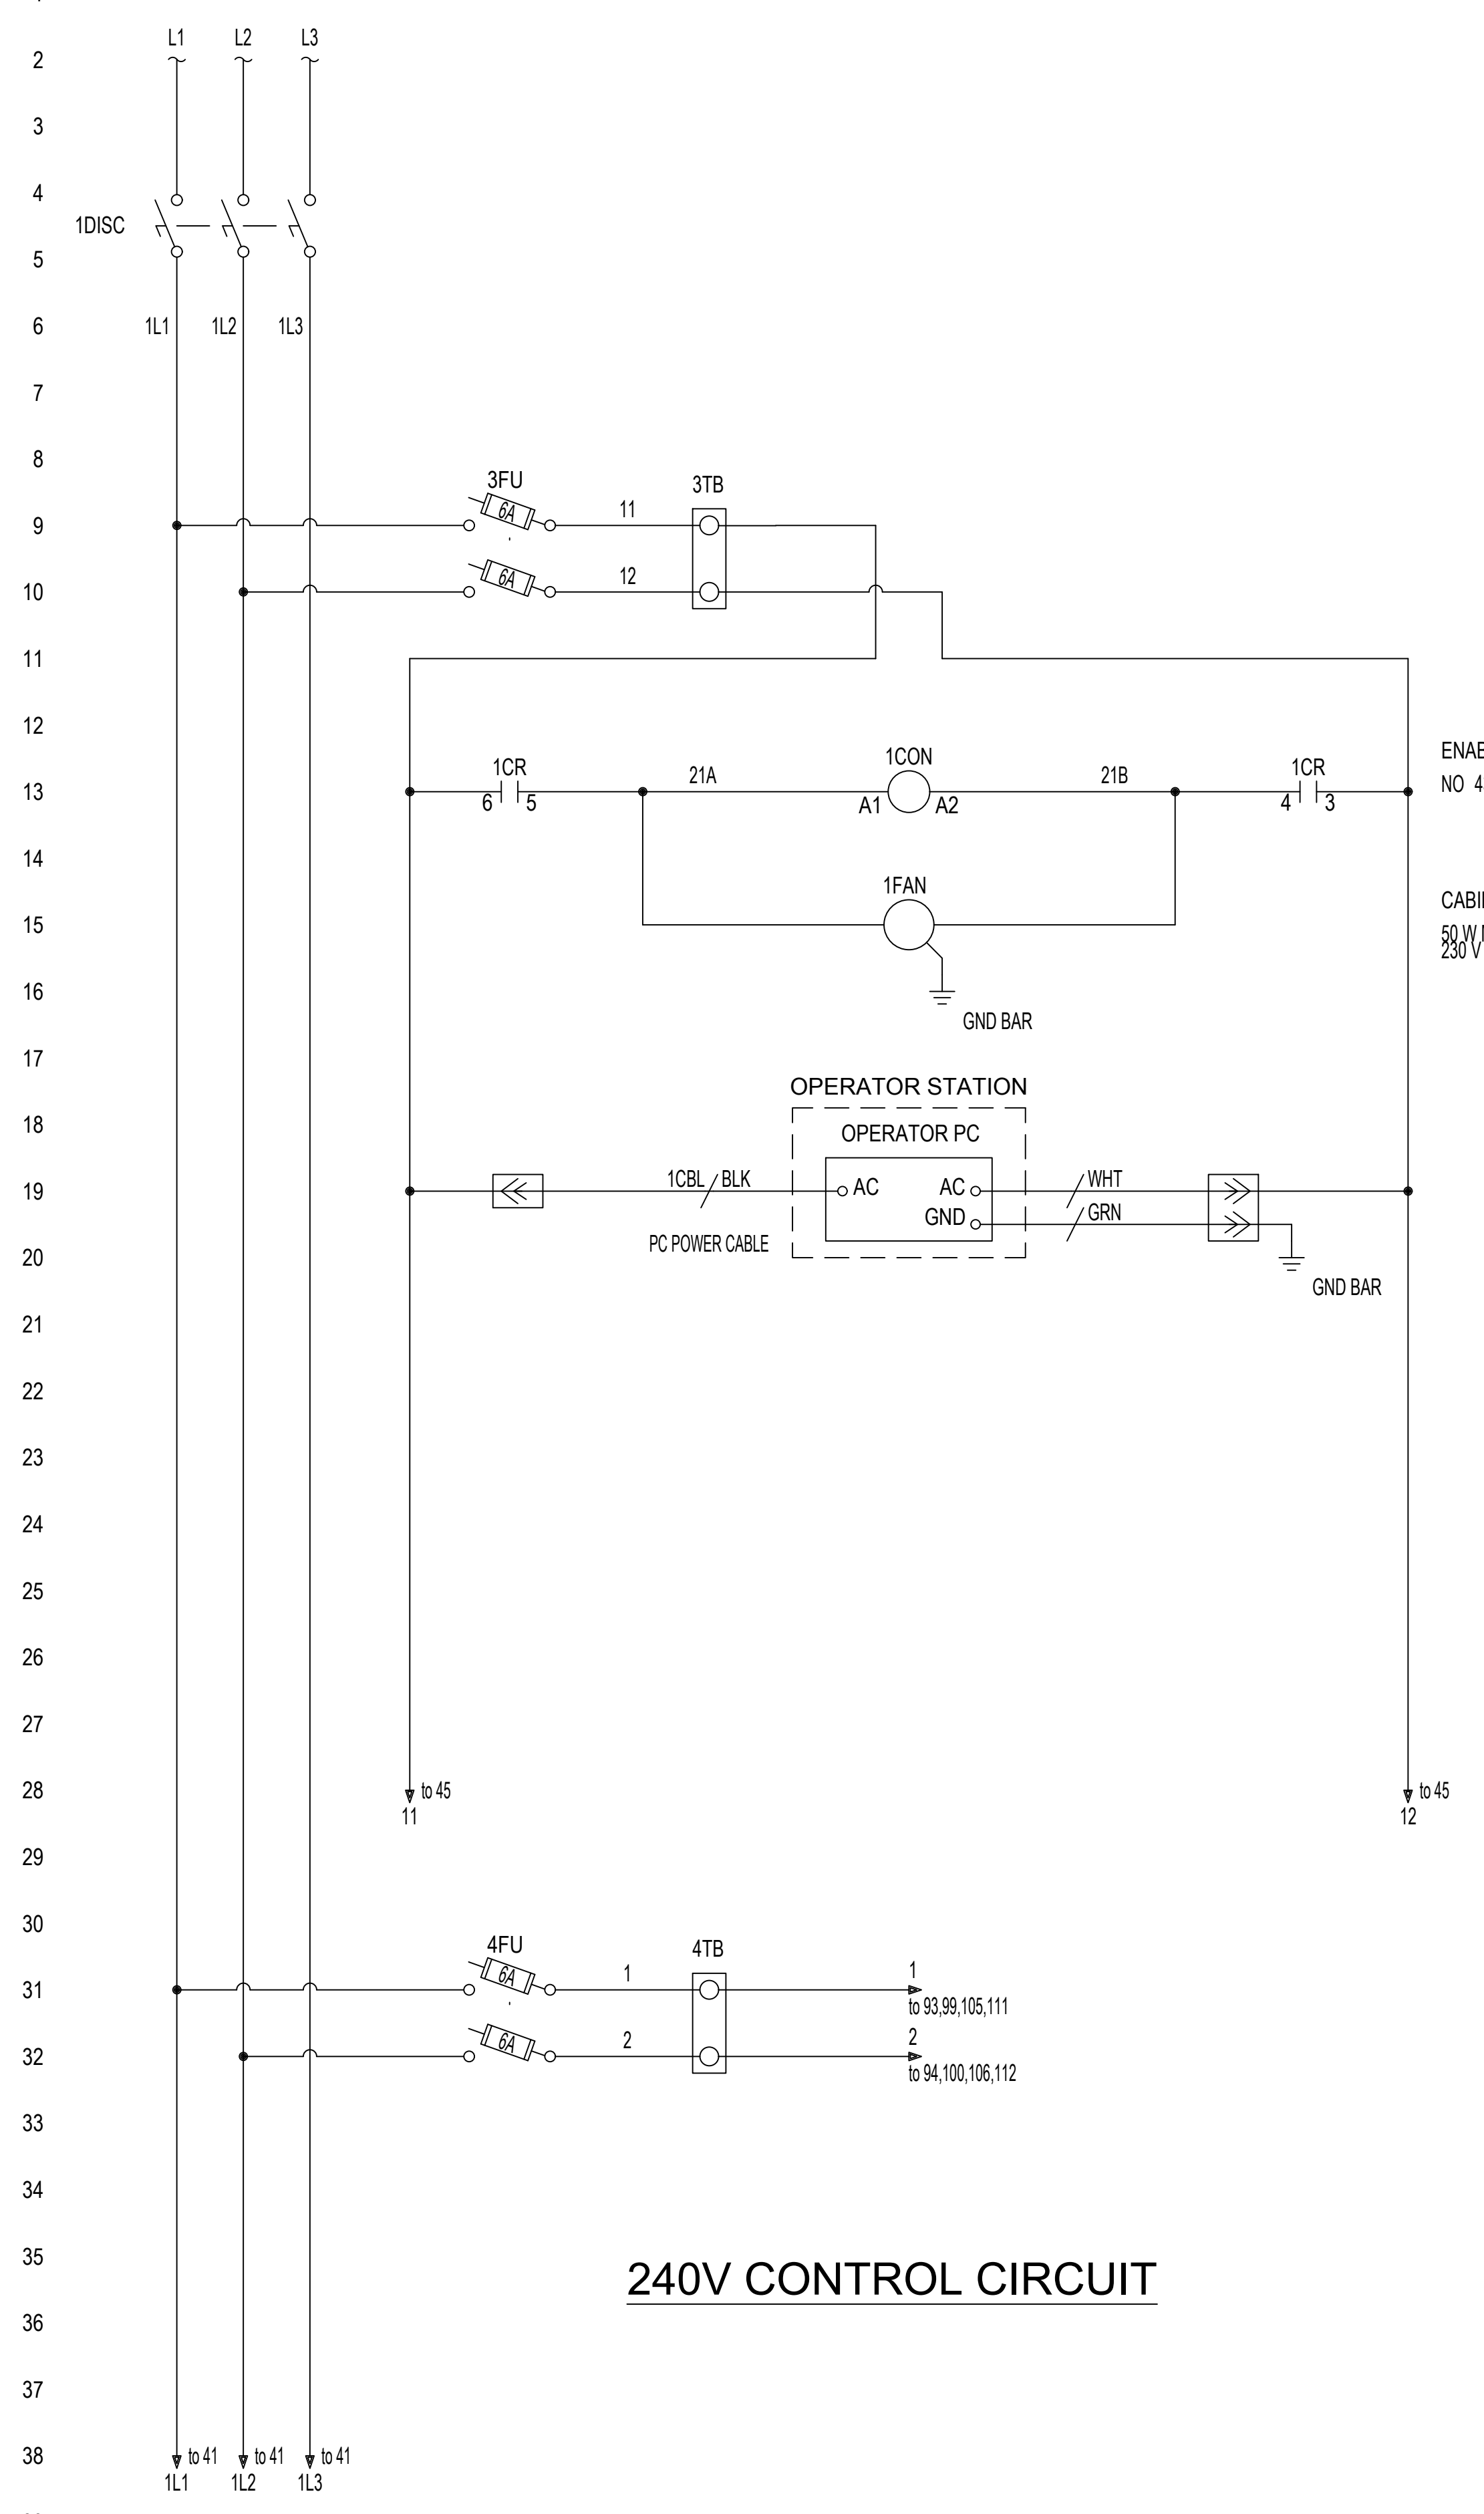 L1 L2 L3
2
3
4
1DISC
5
6 1L1 1L2 1L3
7
8
3FU 3TB
9 6A 11
10 6A 12
11
12
1CR 21A 1CON 21B 1CR
13 6 5 A1 A2 4 3
NO
14
1FAN
15
50 W
230 V
16
GND BAR
17
OPERATOR STATION
18
OPERATOR PC
19 1CBL BLK AC AC WHT
GND GRN
PC POWER CABLE
20
GND BAR
21
22
23
24
25
26
27
28 to 45 to 45
11 12
29
30
4FU 4TB
31 6A 1 1
to 93,99,105,111
32 6A 2 2
to 94,100,106,112
33
34
35
240V CONTROL CIRCUIT
36
37
38 to 41 to 41 to 41
1L1 1L2 1L3